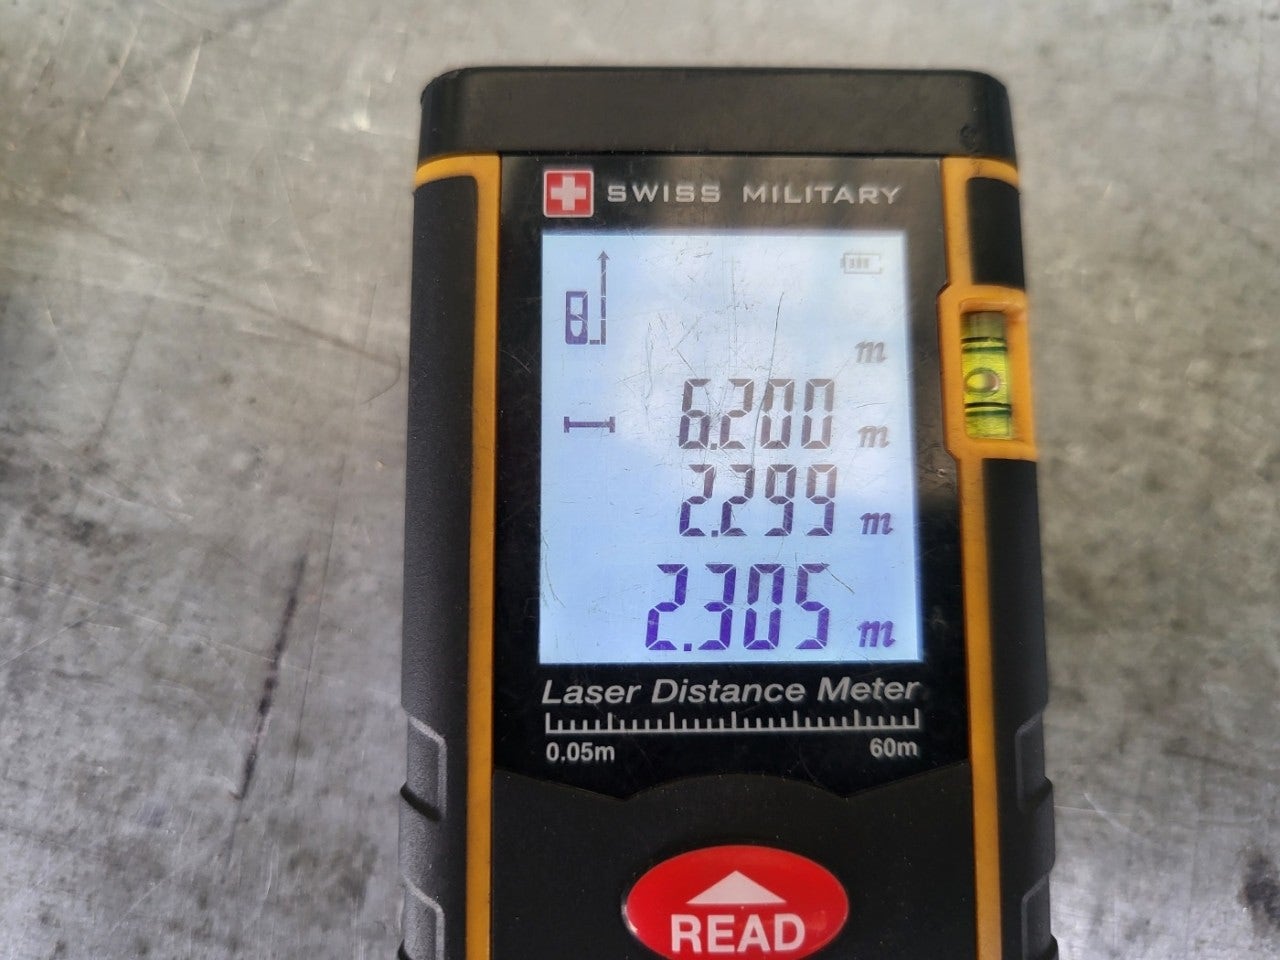 SWISS MILITARY
m
6.200 m
2.299 m
2.305 m
Laser Distance Meter
0.05m 60m
READ